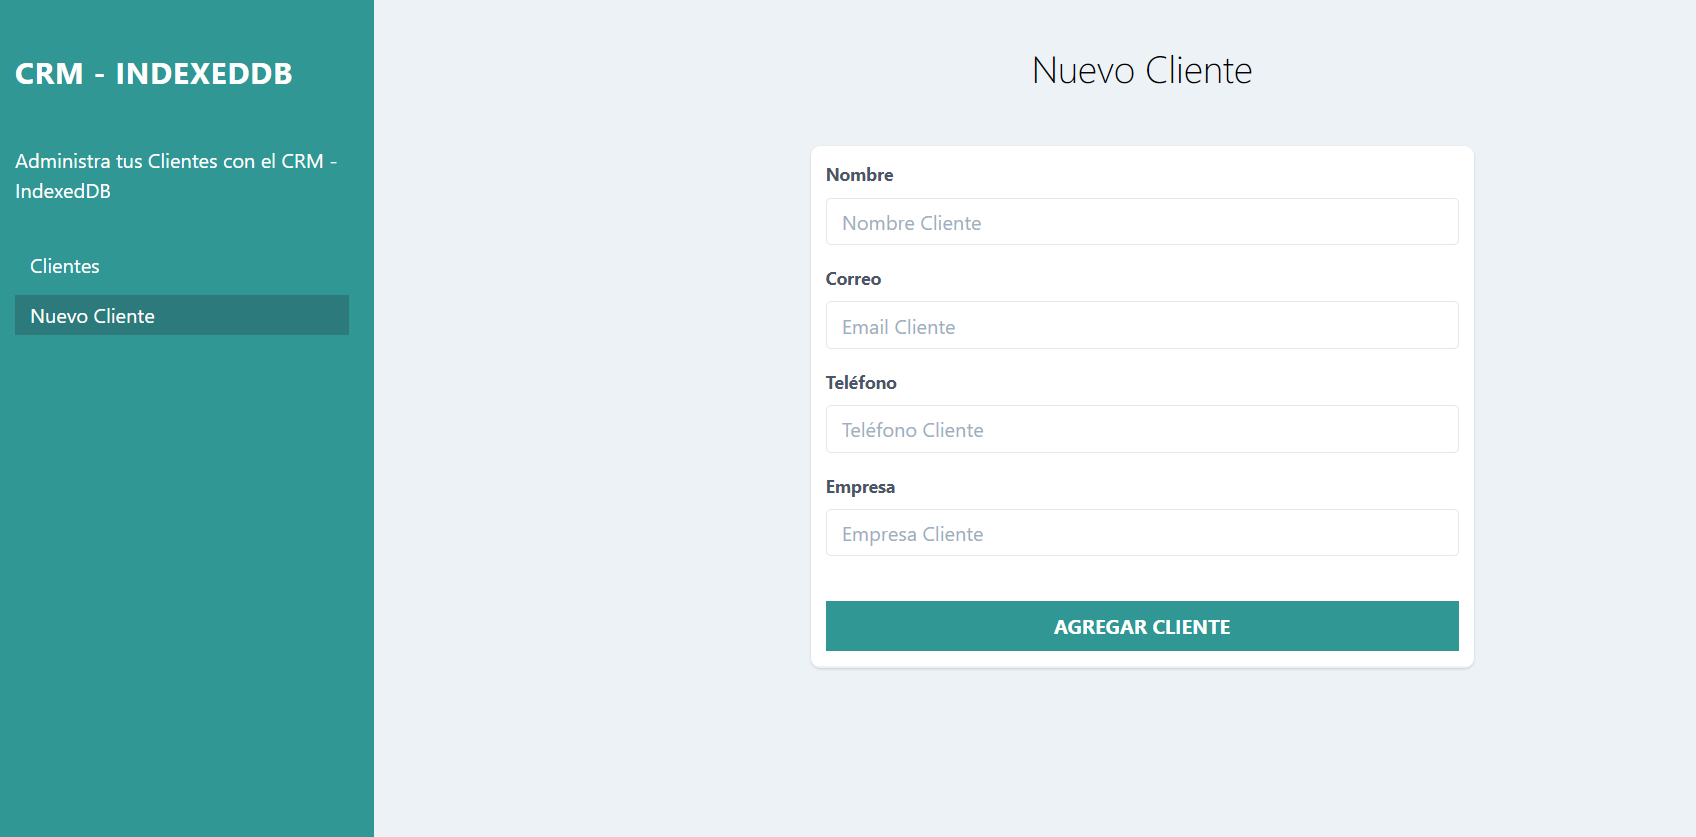 CRM - INDEXEDDB
Administra tus Clientes con el CRM -
IndexedDB
Clientes
Nuevo Cliente
Nuevo Cliente
Nombre
Nombre Cliente
Correo
Email Cliente
Teléfono
Teléfono Cliente
Empresa
Empresa Cliente
AGREGAR CLIENTE